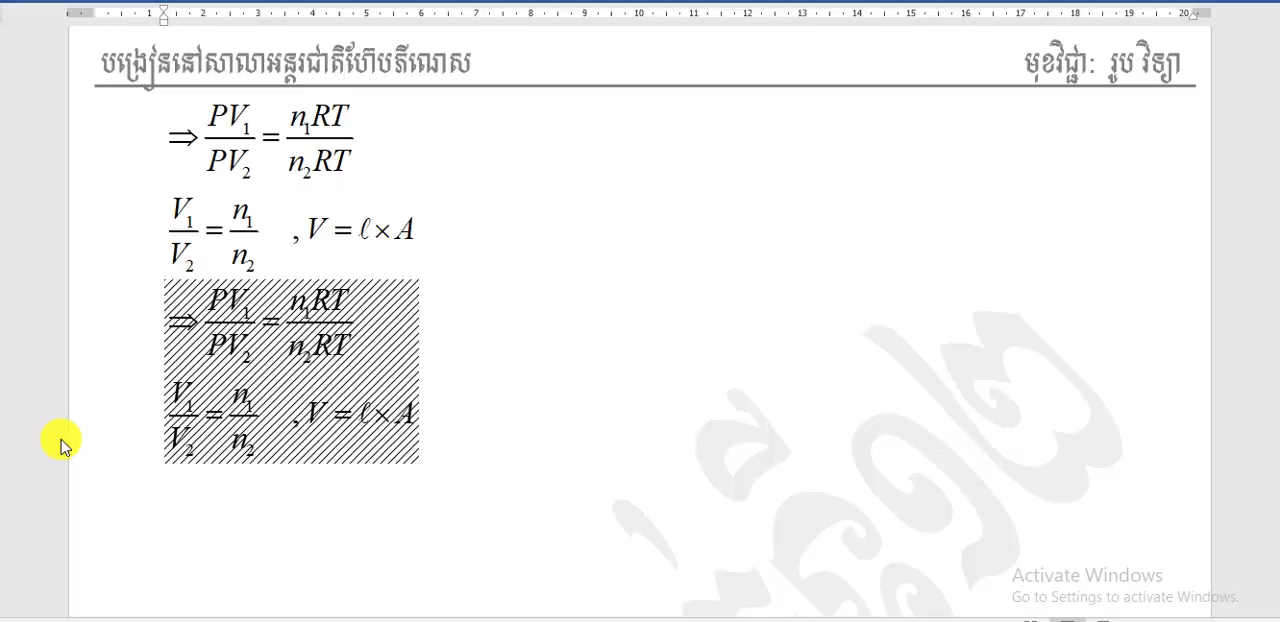 1 2 3 4 5 6 7 8 9 10 11 12 13 14 15 16 17 18 19 20
បង្រៀននៅសាលាអន្តរជាតិហ៊ែបភីណេស មុខវិជ្ជា: រូប វិទ្យា
⇒ PV₁/PV₂ = n₁RT/n₂RT
V₁/V₂ = n₁/n₂ , V = ℓ × A
⇒ PV₁/PV₂ = n₁RT/n₂RT
V₁/V₂ = n₁/n₂ , V = ℓ × A
Activate Windows
Go to Settings to activate Windows.